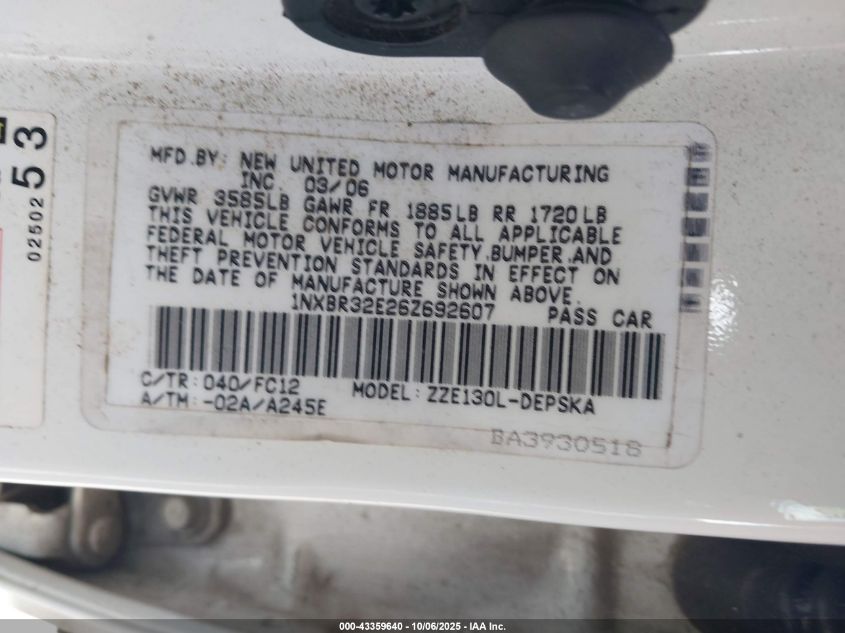 MFD.BY: NEW UNITED MOTOR MANUFACTURING
INC. 03/06
GVWR 3585LB GAWR FR 1885LB RR 1720LB
THIS VEHICLE CONFORMS TO ALL APPLICABLE
FEDERAL MOTOR VEHICLE SAFETY,BUMPER,AND
THEFT PREVENTION STANDARDS IN EFFECT ON
THE DATE OF MANUFACTURE SHOWN ABOVE.
1NXBR32E26Z692607 PASS CAR
C/TR:040/FC12 MODEL:ZZE130L-DEPSKA
A/TM:-02A/A245E
BA3930518
02502
53
000-43359640 - 10/06/2025 - IAA Inc.